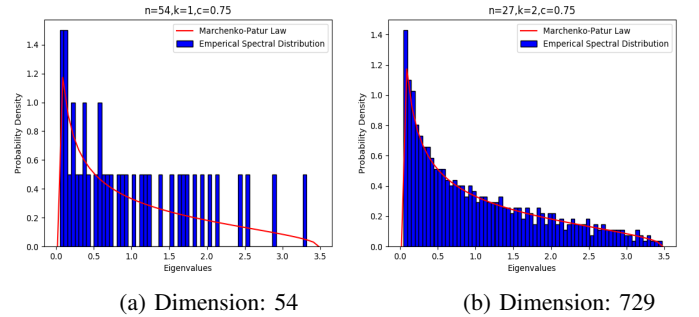 n=54,k=1,c=0.75
Marchenko-Patur Law
Emperical Spectral Distribution
Probability Density
1.4
1.2
1.0
0.8
0.6
0.4
0.2
0.0
0.0 0.5 1.0 1.5 2.0 2.5 3.0 3.5
Eigenvalues
(a) Dimension: 54
n=27,k=2,c=0.75
Marchenko-Patur Law
Emperical Spectral Distribution
Probability Density
1.4
1.2
1.0
0.8
0.6
0.4
0.2
0.0
0.0 0.5 1.0 1.5 2.0 2.5 3.0 3.5
Eigenvalues
(b) Dimension: 729